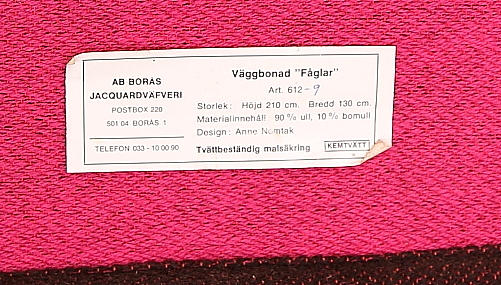 AB BORÅS
JACQUARDVÄFVERI
POSTBOX 220
501 04 BORÅS 1
TELEFON 033 - 10 00 90
Väggbonad "Fåglar"
Art. 612-9
Storlek: Höjd 210 cm. Bredd 130 cm.
Materialinnehåll: 90 % ull, 10 % bomull
Design: Anne Nomtak
Tvättbeständig malsäkring
KEMTVÄTT